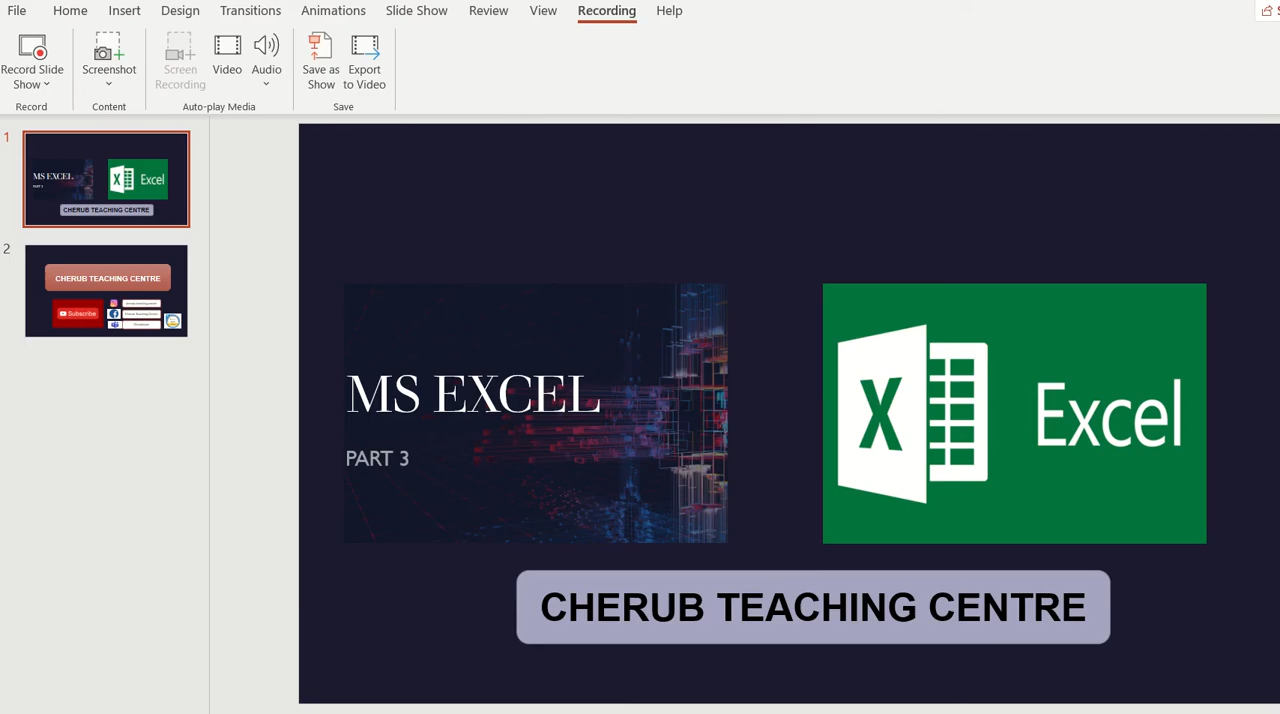 File Home Insert Design Transitions Animations Slide Show Review View Recording Help
Record Slide Show
Screenshot
Screen Recording
Video
Audio
Save as Show
Export to Video
Record
Content
Auto-play Media
Save
1
MS EXCEL
PART 3
X Excel
CHERUB TEACHING CENTRE
2
CHERUB TEACHING CENTRE
Subscribe
MS EXCEL
PART 3
X Excel
CHERUB TEACHING CENTRE